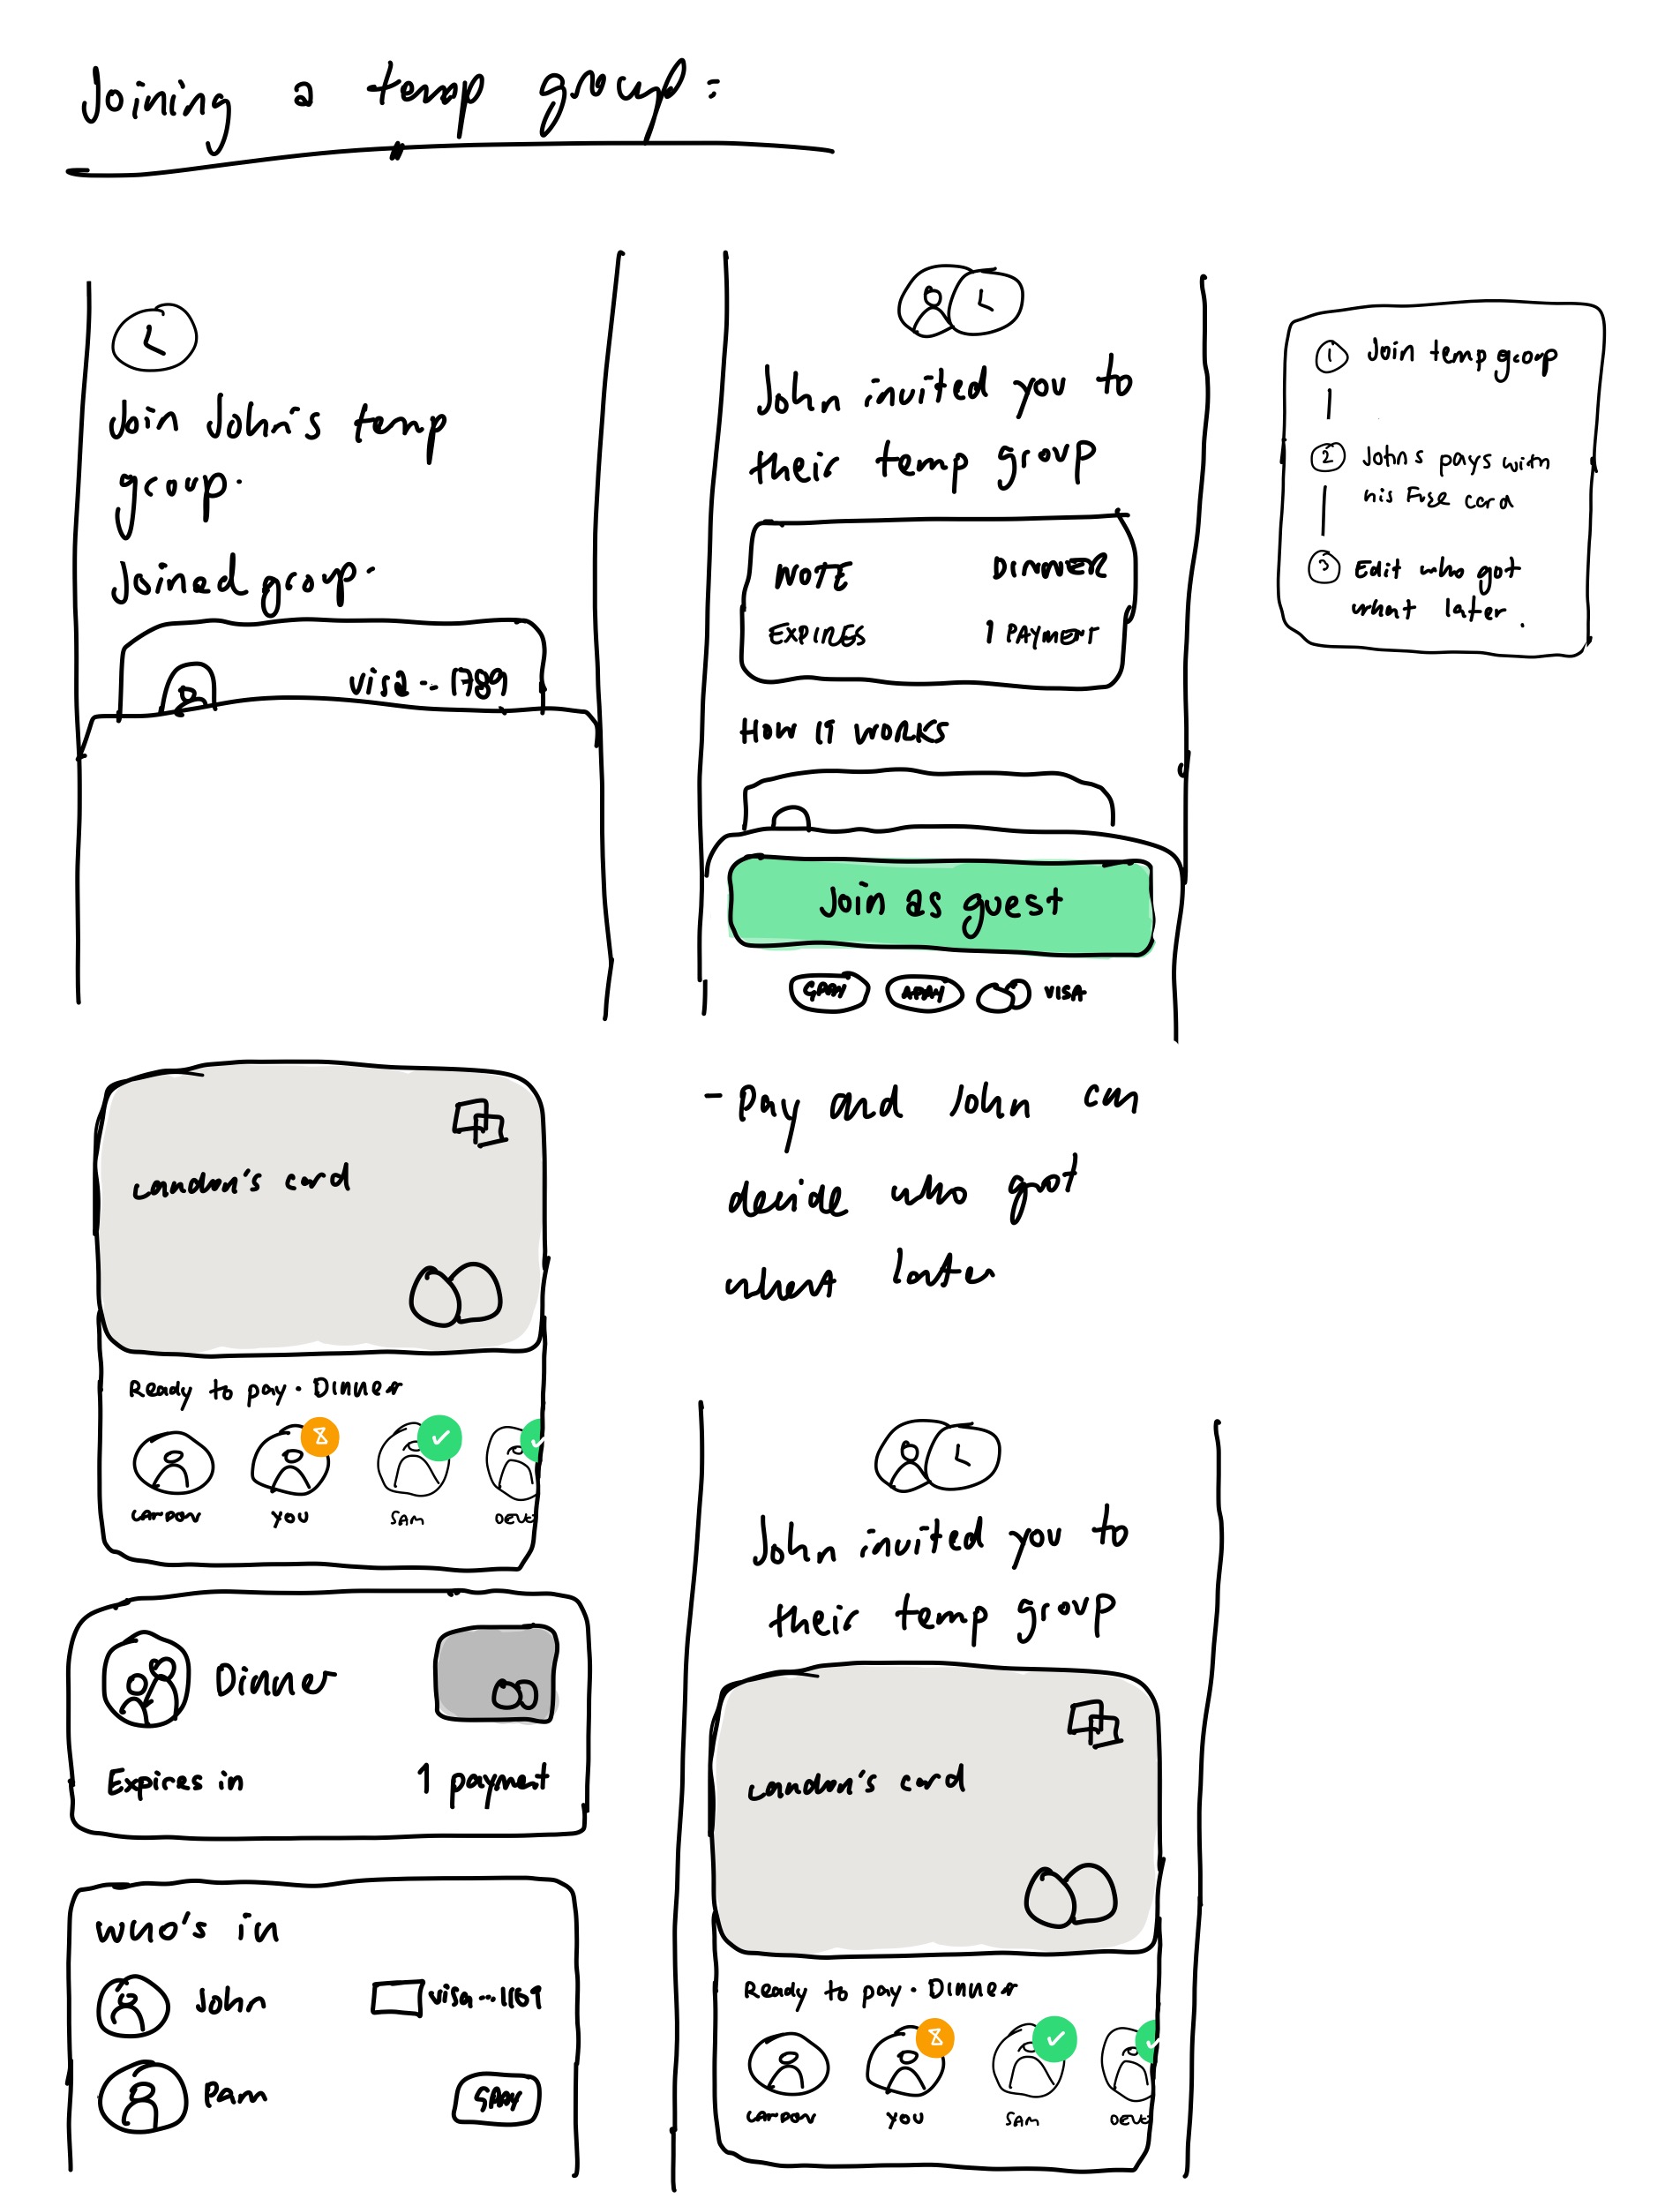 Joining a temp group:
Join John's temp
group.
Joined group.
visa -.. 1789
John invited you to
their temp group
NOTE DINNER
EXPIRES 1 PAYMENT
HOW IT WORKS
Join as guest
GPAY APAY VISA
1 Join temp group
2 Johns pays with
his Fuse card
3 Edit who got
what later.
Landon's card
Ready to pay · Dinner
LANDON YOU SAM DEV
- Pay and John can
decide who got
what later
Dinner
Expires in 1 payment
who's in
John visa --- 1169
Pam GPAY
John invited you to
their temp group
Landon's card
Ready to pay · Dinner
LANDON YOU SAM DEV